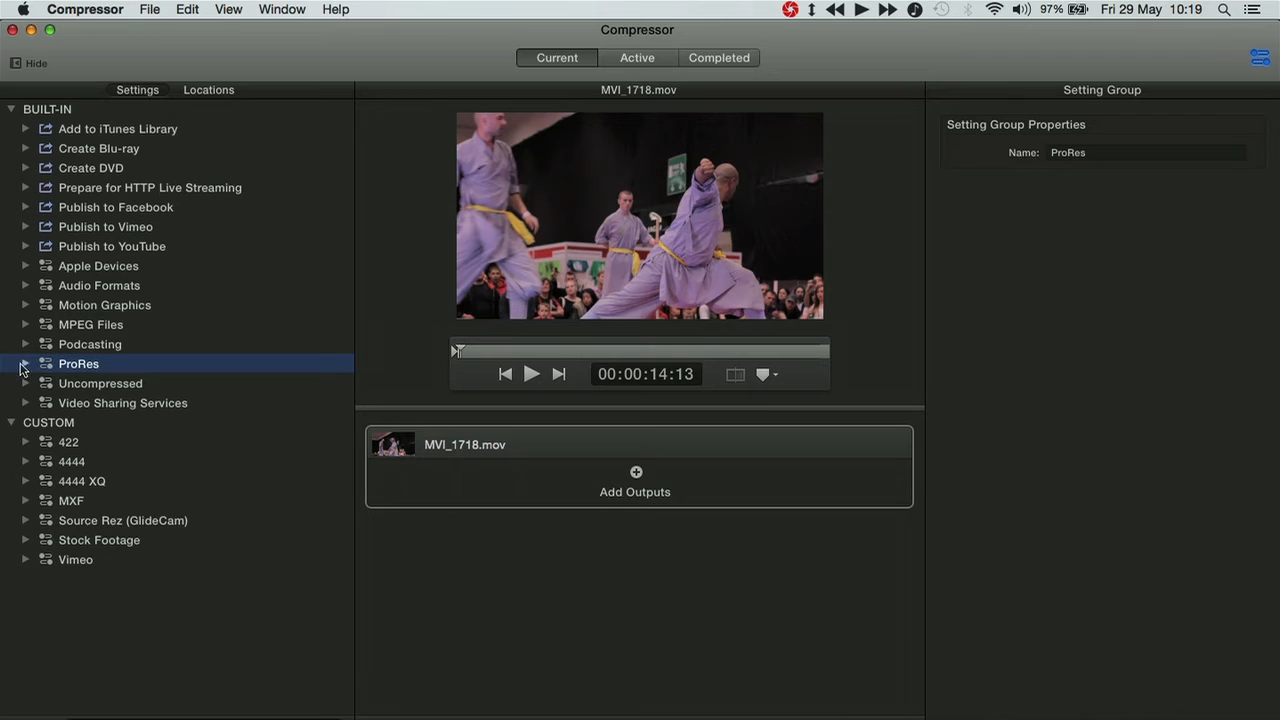 Compressor File Edit View Window Help 97% Fri 29 May 10:19
Compressor
Hide Current Active Completed
Settings Locations MVI_1718.mov Setting Group
BUILT-IN
Add to iTunes Library
Create Blu-ray
Create DVD
Prepare for HTTP Live Streaming
Publish to Facebook
Publish to Vimeo
Publish to YouTube
Apple Devices
Audio Formats
Motion Graphics
MPEG Files
Podcasting
ProRes
Uncompressed
Video Sharing Services
CUSTOM
422
4444
4444 XQ
MXF
Source Rez (GlideCam)
Stock Footage
Vimeo
00:00:14:13
MVI_1718.mov
Add Outputs
Setting Group Properties
Name: ProRes